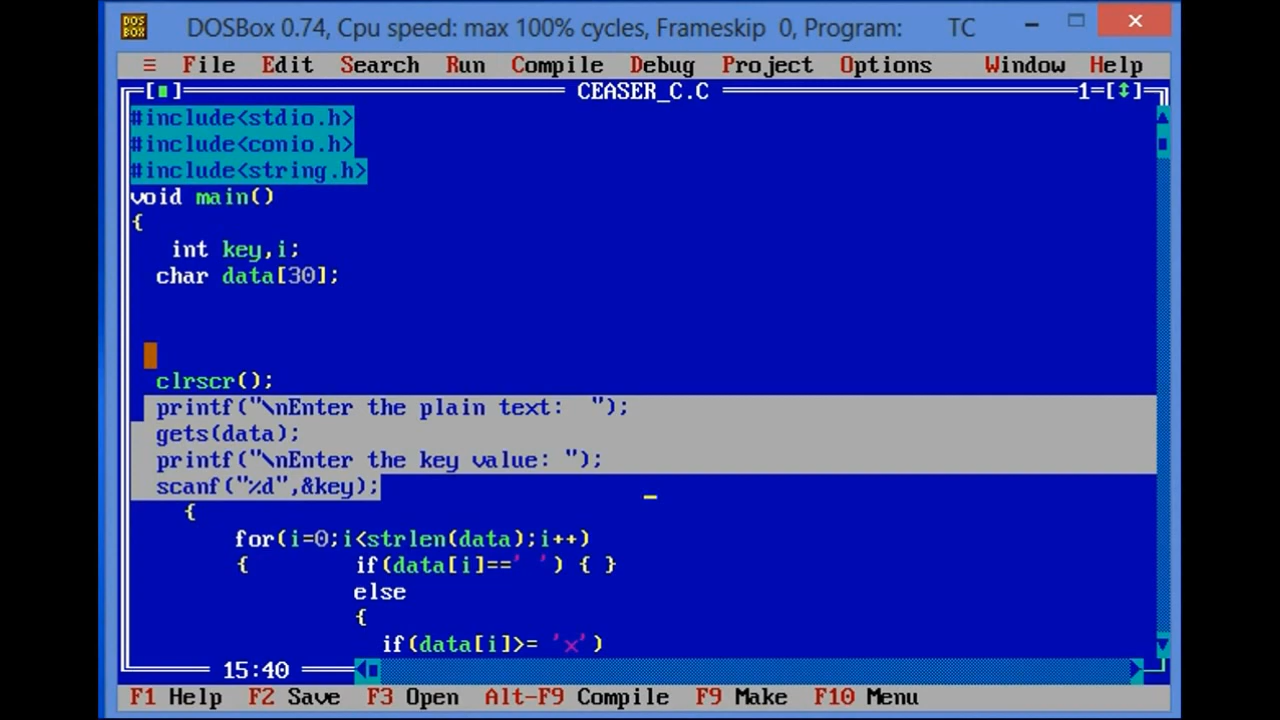 DOSBox 0.74, Cpu speed: max 100% cycles, Frameskip 0, Program: TC
≡ File Edit Search Run Compile Debug Project Options Window Help
[■] CEASER_C.C 1=[↕]
#include<stdio.h>
#include<conio.h>
#include<string.h>
void main()
{
int key,i;
char data[30];
clrscr();
printf("\nEnter the plain text:  ");
gets(data);
printf("\nEnter the key value: ");
scanf("%d",&key);
{
for(i=0;i<strlen(data);i++)
{ if(data[i]==' ') { }
else
{
if(data[i]>= 'x')
15:40
F1 Help F2 Save F3 Open Alt-F9 Compile F9 Make F10 Menu